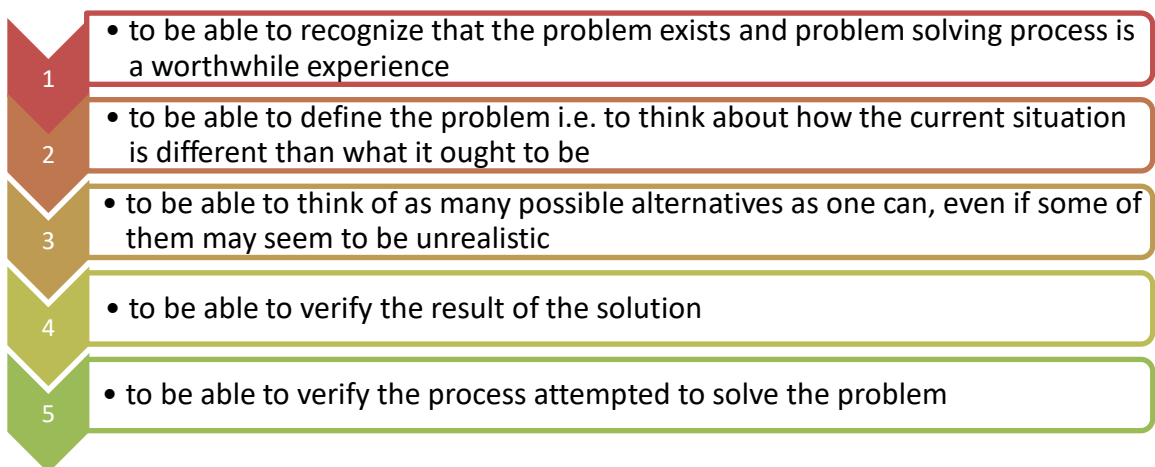 1
• to be able to recognize that the problem exists and problem solving process is
a worthwhile experience
2
• to be able to define the problem i.e. to think about how the current situation
is different than what it ought to be
3
• to be able to think of as many possible alternatives as one can, even if some of
them may seem to be unrealistic
4
• to be able to verify the result of the solution
5
• to be able to verify the process attempted to solve the problem